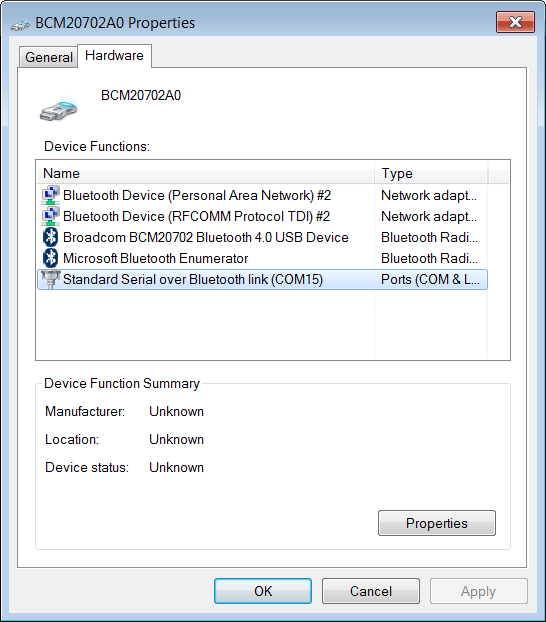 BCM20702A0 Properties
General
Hardware
BCM20702A0
Device Functions:
Name Type
Bluetooth Device (Personal Area Network) #2 Network adapt...
Bluetooth Device (RFCOMM Protocol TDI) #2 Network adapt...
Broadcom BCM20702 Bluetooth 4.0 USB Device Bluetooth Radi...
Microsoft Bluetooth Enumerator Bluetooth Radi...
Standard Serial over Bluetooth link (COM15) Ports (COM & L...
Device Function Summary
Manufacturer: Unknown
Location: Unknown
Device status: Unknown
Properties
OK Cancel Apply